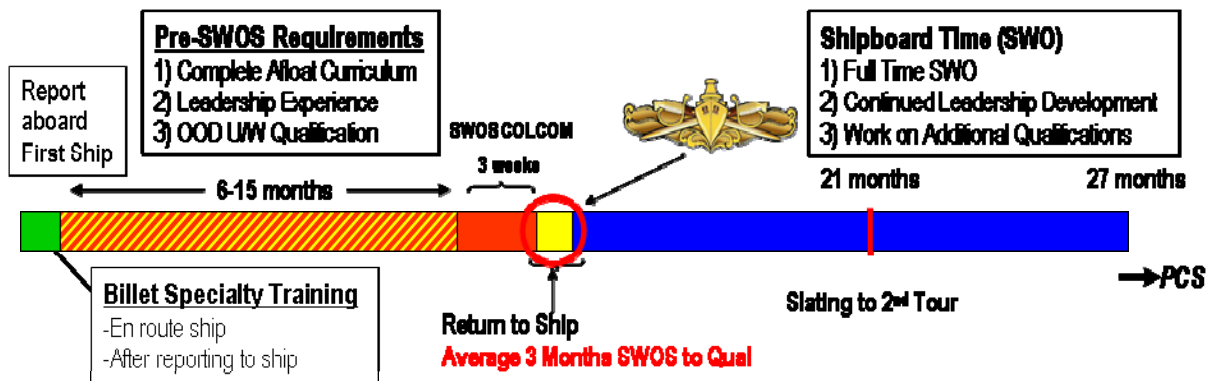 Pre-SWOS Requirements
1) Complete Afloat Curriculum
2) Leadership Experience
3) OOD U/W Qualification
Report
aboard
First Ship
SWOSCOLCOM
3 weeks
6-15 months
Shipboard Time (SWO)
1) Full Time SWO
2) Continued Leadership Development
3) Work on Additional Qualifications
21 months
27 months
Billet Specialty Training
-En route ship
-After reporting to ship
Return to Ship
Average 3 Months SWOS to Qual
Slating to 2nd Tour
PCS